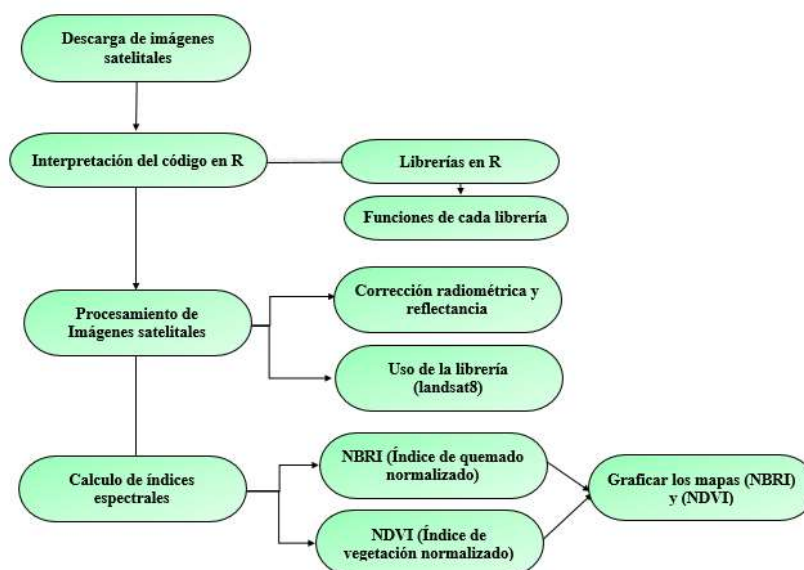 Descarga de imágenes
satelitales
Interpretación del código en R
Librerías en R
Funciones de cada librería
Procesamiento de
Imágenes satelitales
Corrección radiométrica y
reflectancia
Uso de la librería
(landsat8)
Calculo de índices
espectrales
NBRI (Índice de quemado
normalizado)
NDVI (Índice de
vegetación normalizado)
Graficar los mapas (NBRI)
y (NDVI)